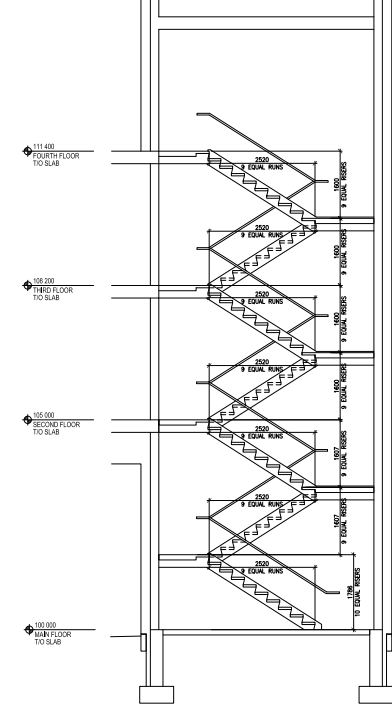 111 400
FOURTH FLOOR
T/O SLAB
2520
9 EQUAL RUNS
1600
9 EQUAL RISERS
2520
9 EQUAL RUNS
1600
9 EQUAL RISERS
108 200
THIRD FLOOR
T/O SLAB
2520
9 EQUAL RUNS
1600
9 EQUAL RISERS
2520
9 EQUAL RUNS
1600
9 EQUAL RISERS
105 000
SECOND FLOOR
T/O SLAB
2520
9 EQUAL RUNS
1607
9 EQUAL RISERS
2520
9 EQUAL RUNS
1607
9 EQUAL RISERS
2520
9 EQUAL RUNS
1786
10 EQUAL RISERS
100 000
MAIN FLOOR
T/O SLAB